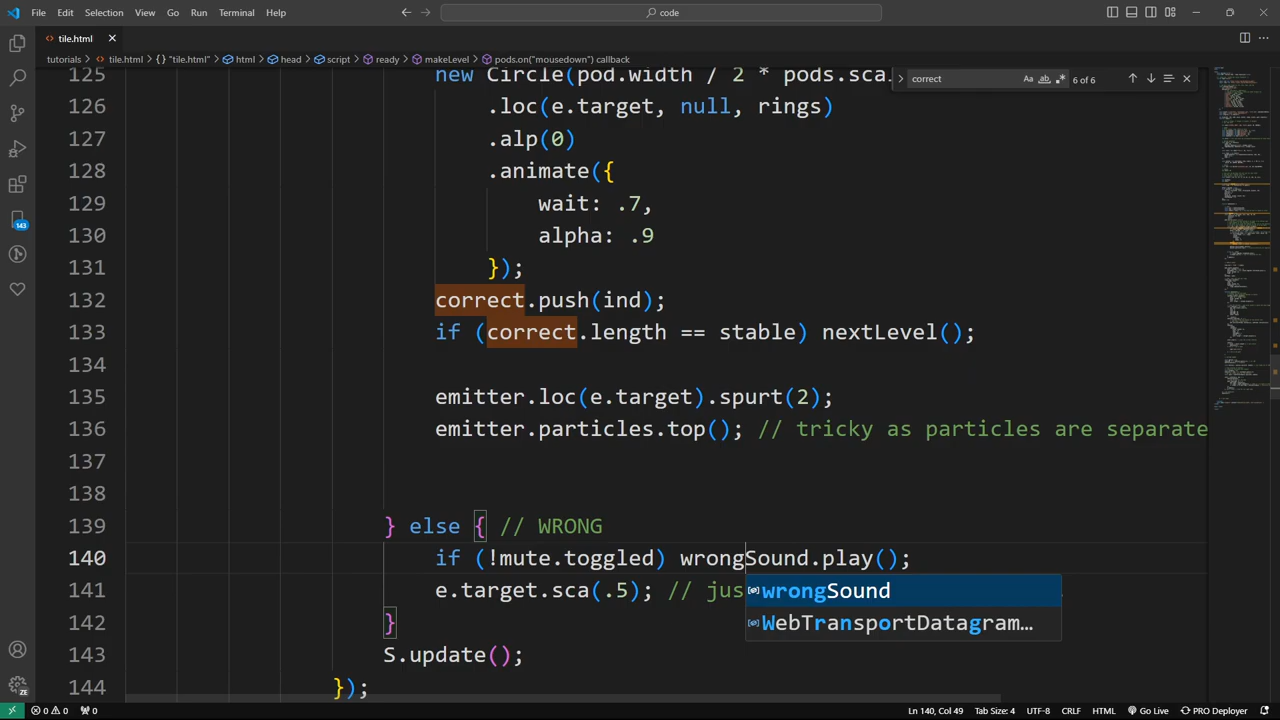 File Edit Selection View Go Run Terminal Help
code
tile.html
tutorials > tile.html > "tile.html" > html > head > script > ready > makeLevel > pods.on("mousedown") callback
correct
Aa ab .* 6 of 6
125 new Circle(pod.width / 2 * pods.sca
126 .loc(e.target, null, rings)
127 .alp(0)
128 .animate({
129 wait: .7,
130 alpha: .9
131 });
132 correct.push(ind);
133 if (correct.length == stable) nextLevel();
134
135 emitter.loc(e.target).spurt(2);
136 emitter.particles.top(); // tricky as particles are separate
137
138
139 } else { // WRONG
140 if (!mute.toggled) wrongSound.play();
141 e.target.sca(.5); // jus
wrongSound
WebTransportDatagram…
142 }
143 S.update();
144 });
143
ZE
0 0 0 Ln 140, Col 49 Tab Size: 4 UTF-8 CRLF HTML Go Live PRO Deployer